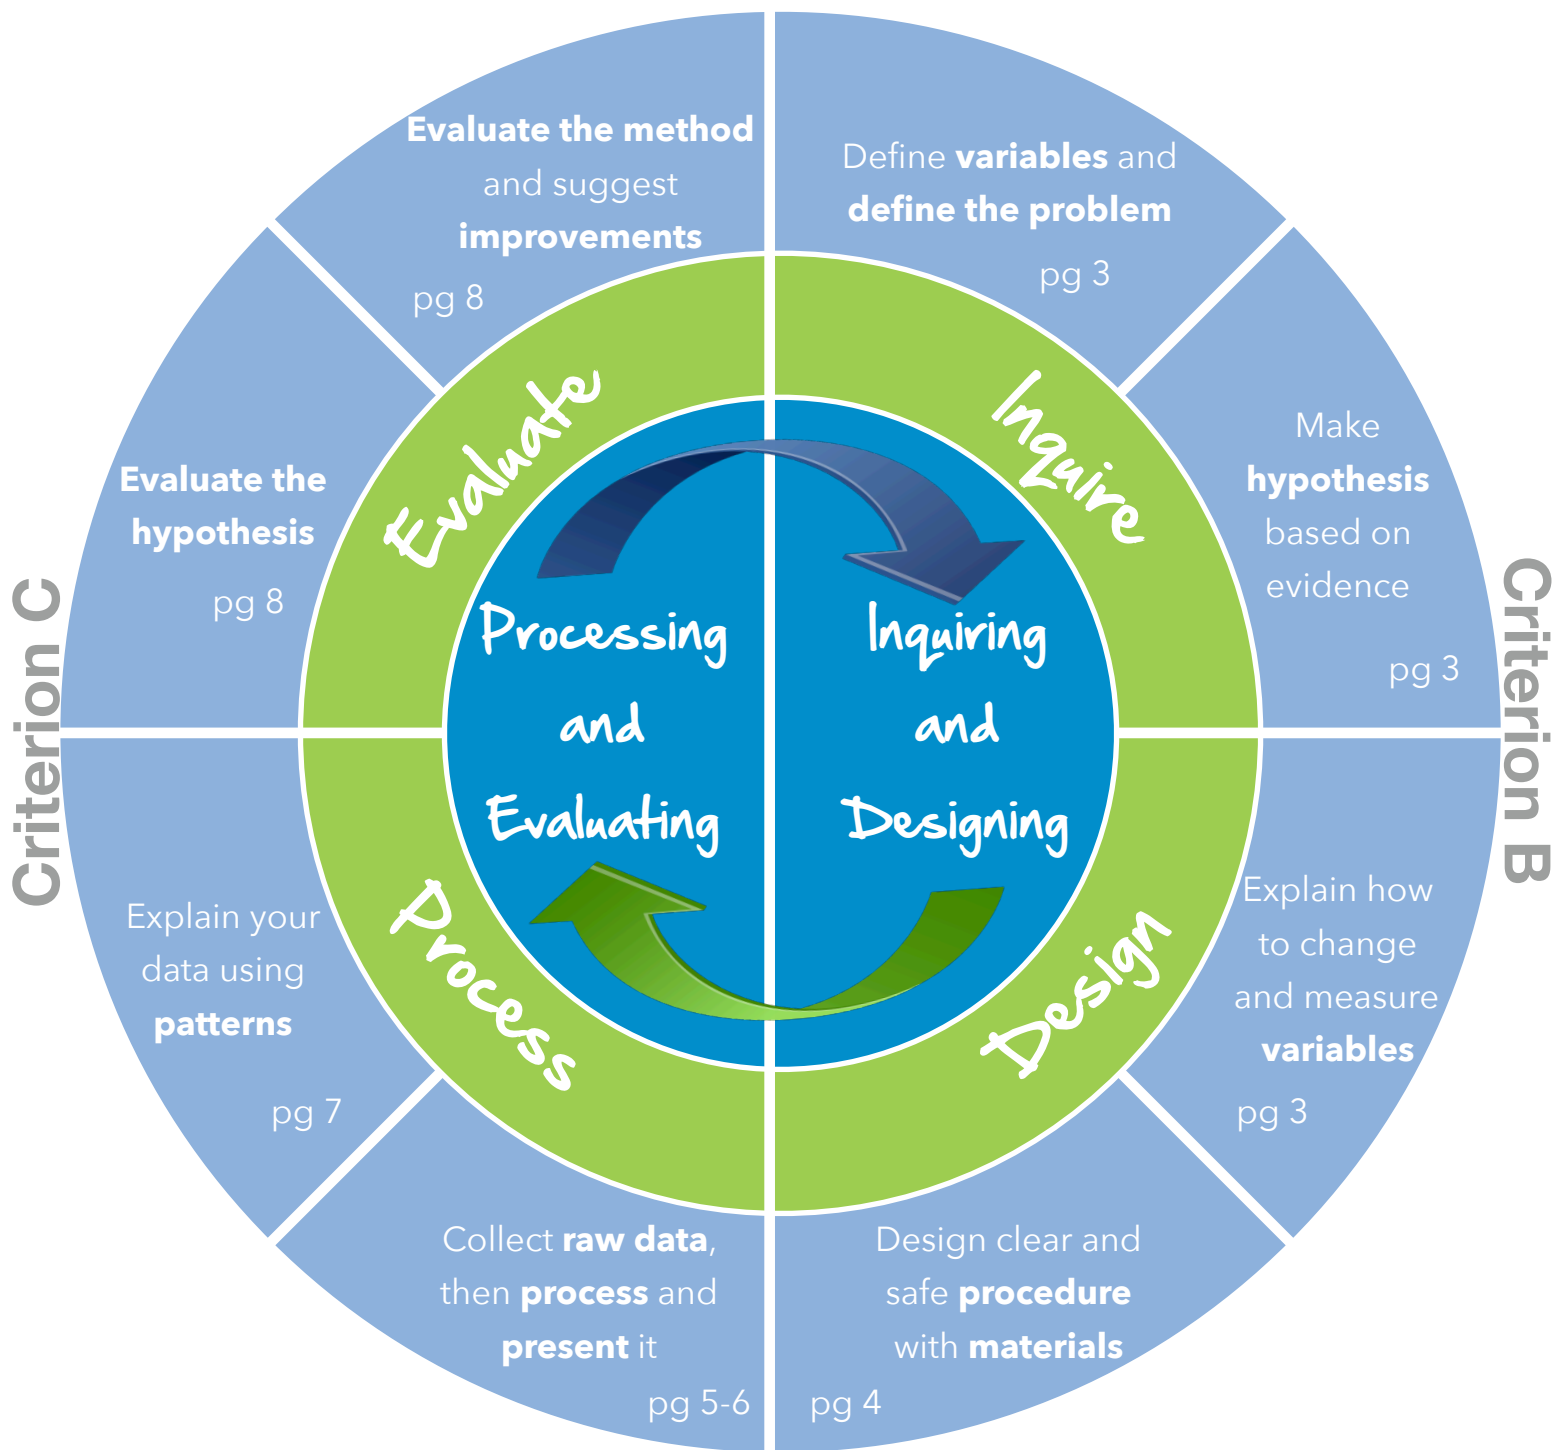 Evaluate the method
and suggest
improvements
pg 8
Define variables and
define the problem
pg 3
Evaluate
Inquire
Make
hypothesis
based on
evidence
pg 3
Evaluate the
hypothesis
pg 8
Criterion C
Criterion B
Processing
and
Evaluating
Inquiring
and
Designing
Explain your
data using
patterns
pg 7
Process
Design
Explain how
to change
and measure
variables
pg 3
Collect raw data,
then process and
present it
pg 5-6
Design clear and
safe procedure
with materials
pg 4